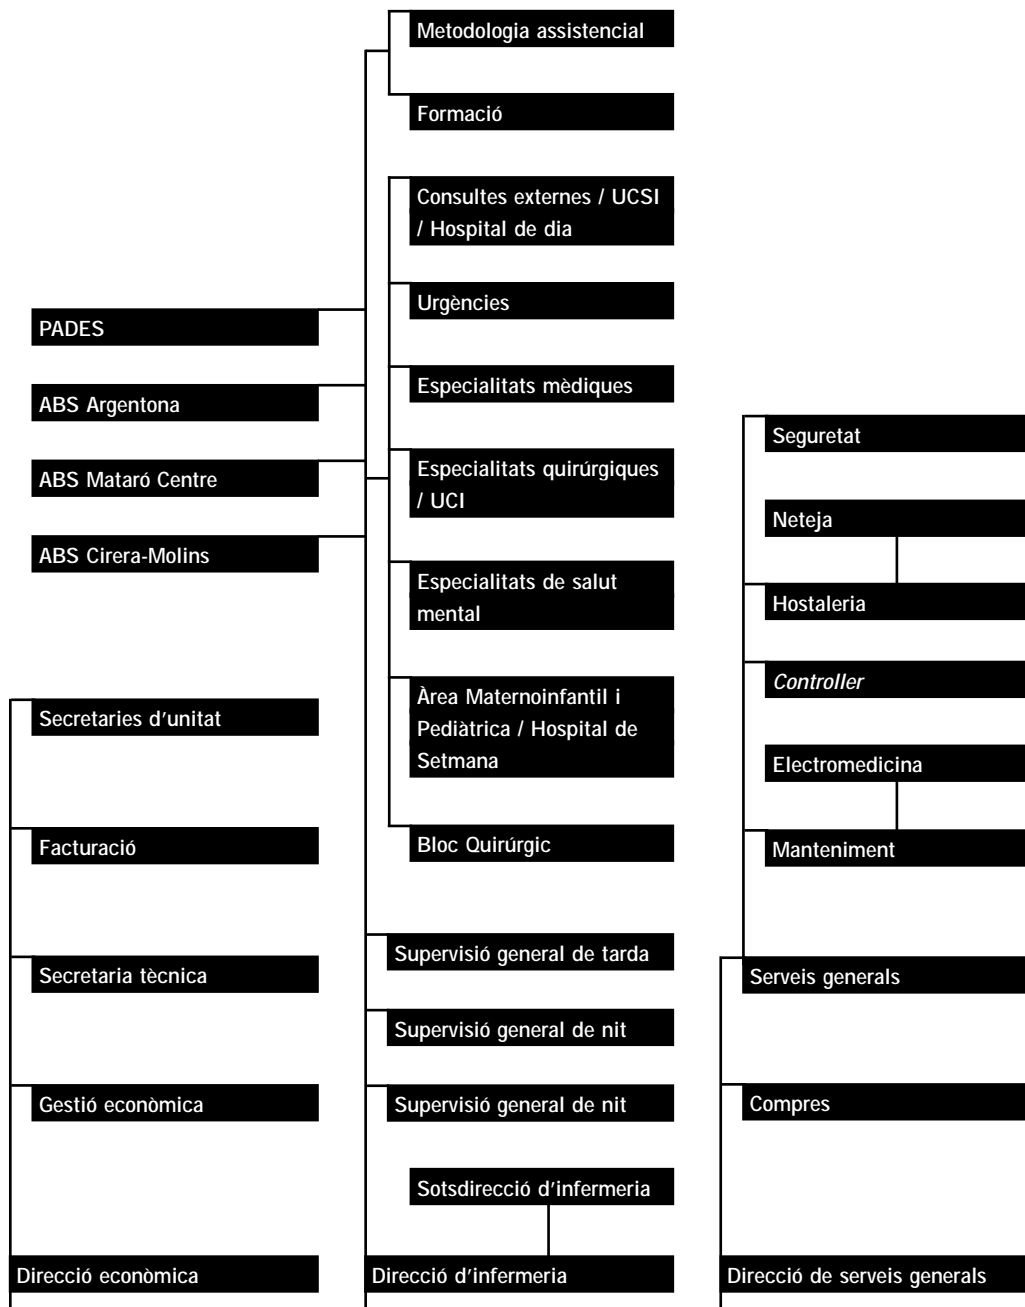 Metodologia assistencial
Formació
Consultes externes / UCSI
/ Hospital de dia
Urgències
Especialitats mèdiques
Especialitats quirúrgiques
/ UCI
Especialitats de salut
mental
Àrea Maternoinfantil i
Pediàtrica / Hospital de
Setmana
Bloc Quirúrgic
PADES
ABS Argentona
ABS Mataró Centre
ABS Cirera-Molins
Secretaries d'unitat
Facturació
Secretaria tècnica
Gestió econòmica
Direcció econòmica
Supervisió general de tarda
Supervisió general de nit
Supervisió general de nit
Sotsdirecció d'infermeria
Direcció d'infermeria
Seguretat
Neteja
Hostaleria
Controller
Electromedicina
Manteniment
Serveis generals
Compres
Direcció de serveis generals